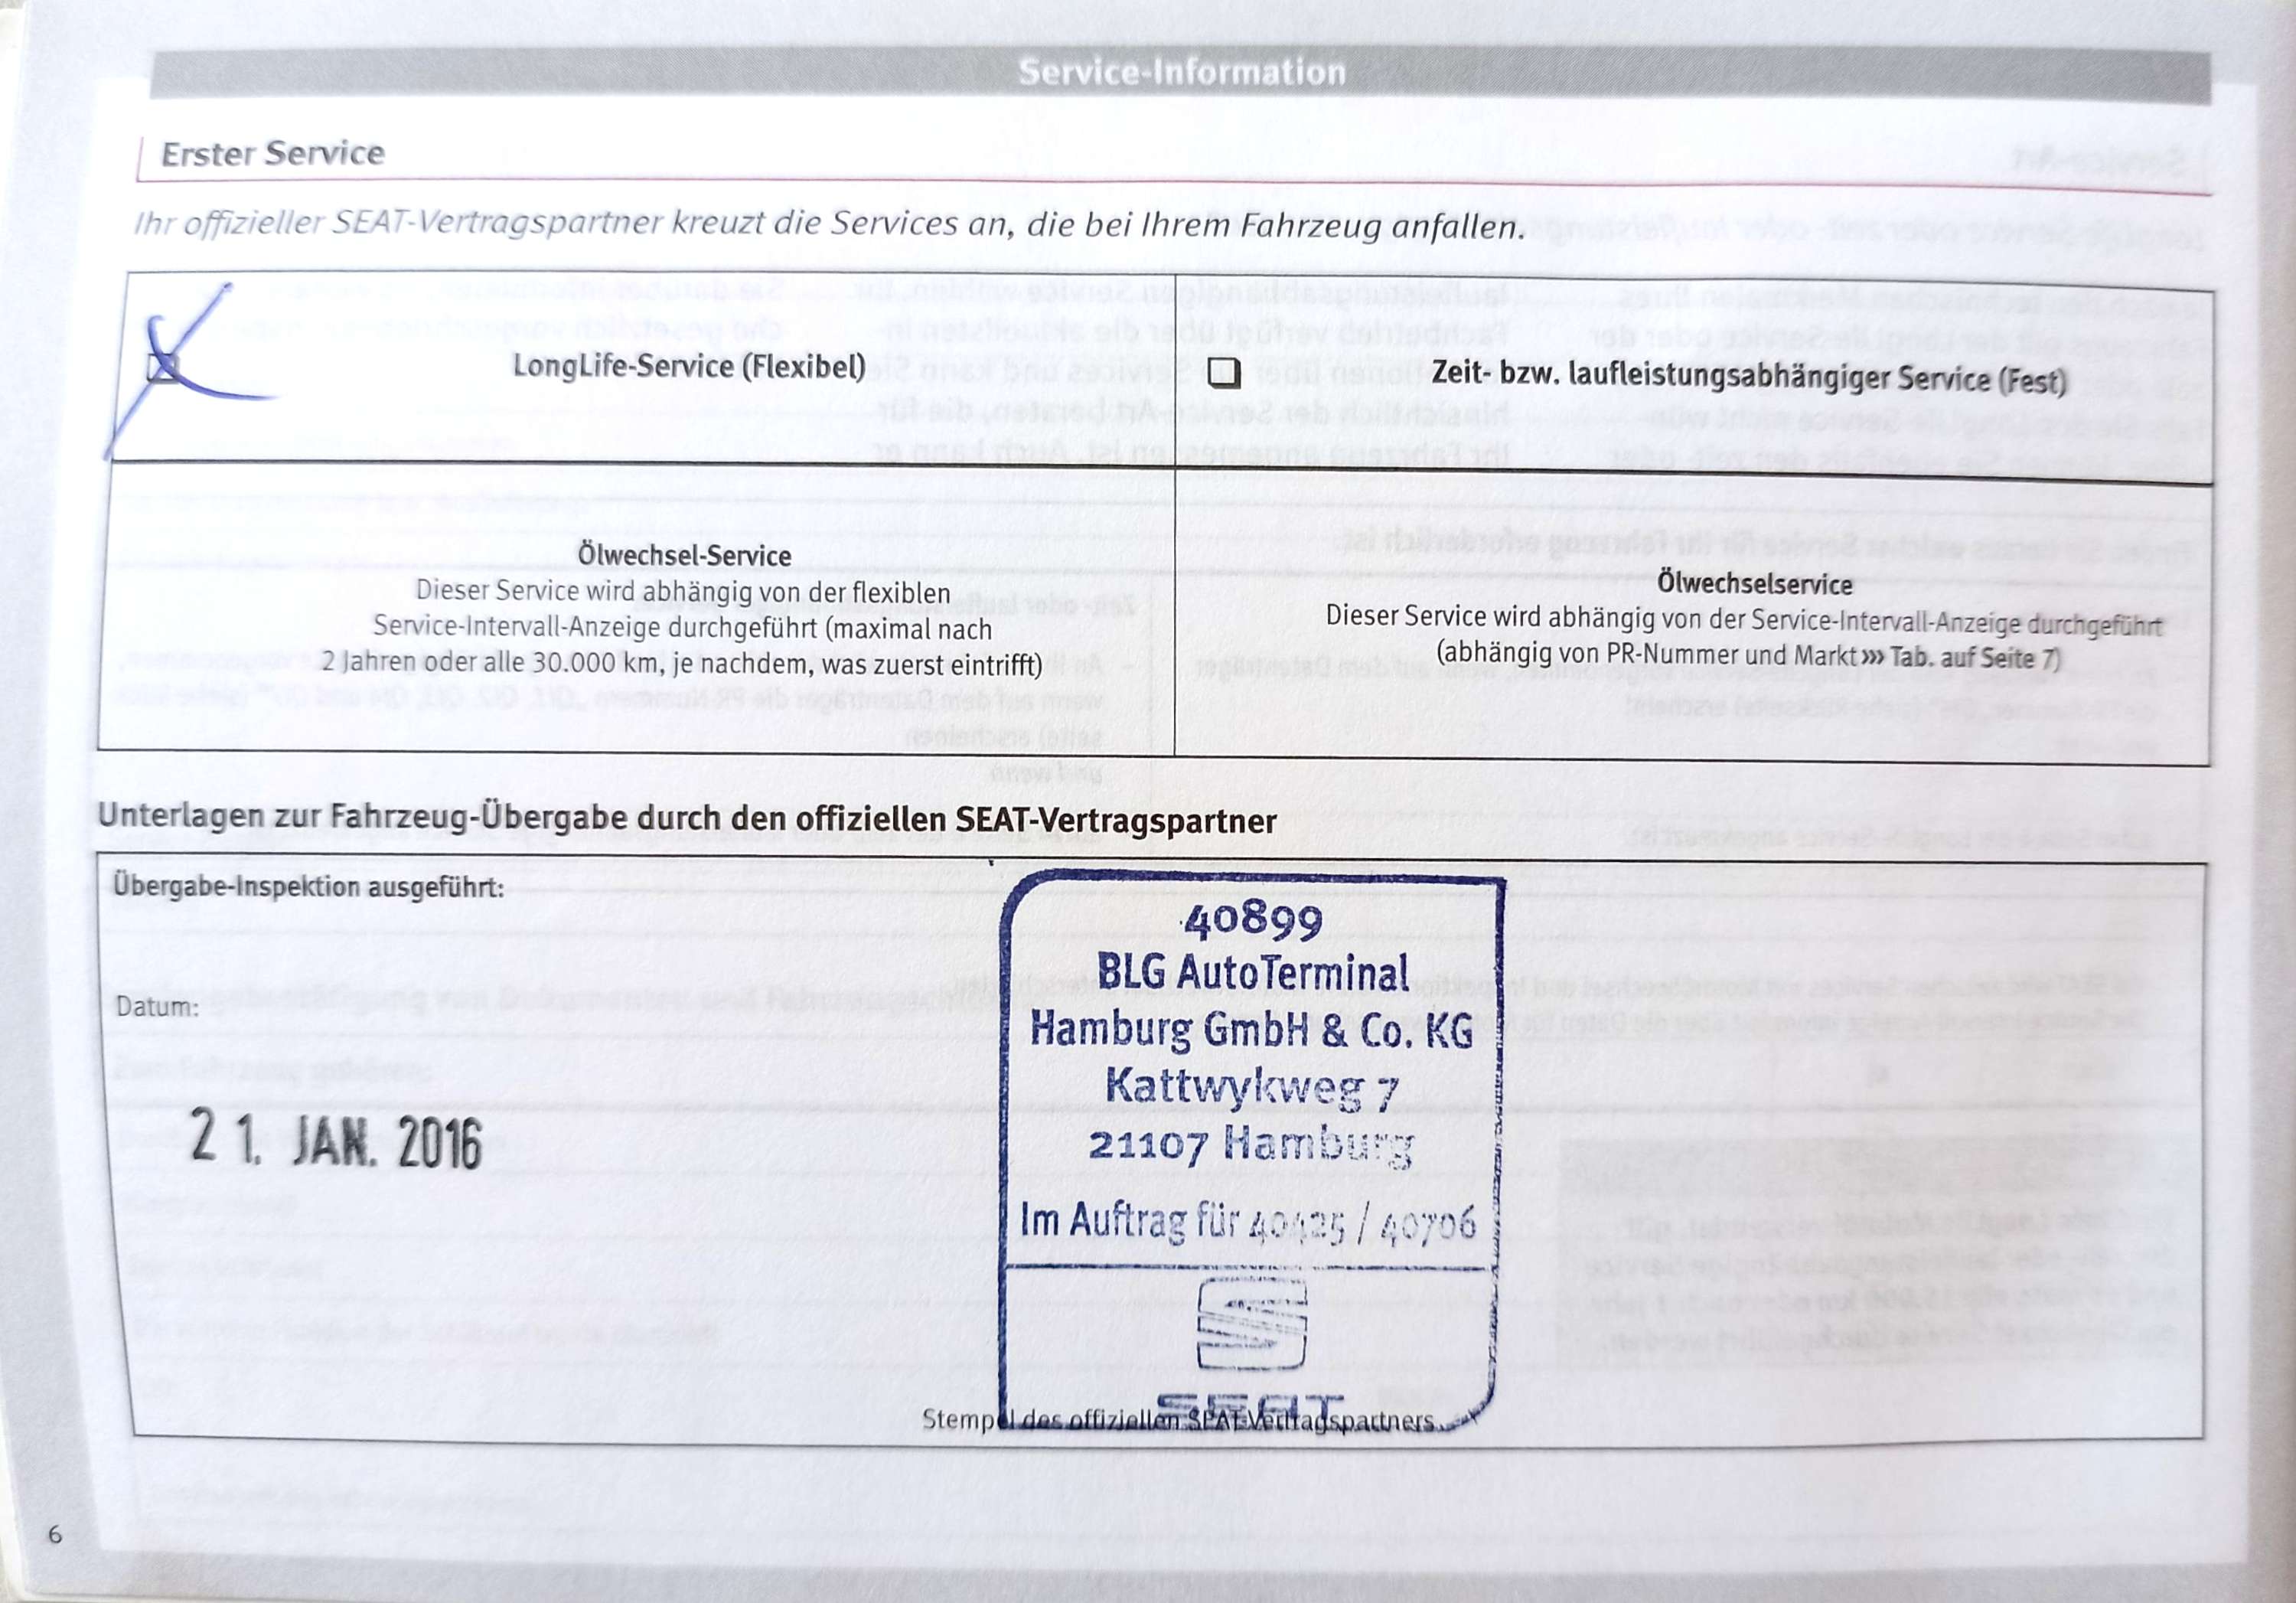 Service-Information
Erster Service
Ihr offizieller SEAT-Vertragspartner kreuzt die Services an, die bei Ihrem Fahrzeug anfallen.
LongLife-Service (Flexibel)
Zeit- bzw. laufleistungsabhängiger Service (Fest)
Ölwechsel-Service
Dieser Service wird abhängig von der flexiblen
Service-Intervall-Anzeige durchgeführt (maximal nach
2 Jahren oder alle 30.000 km, je nachdem, was zuerst eintrifft)
Ölwechselservice
Dieser Service wird abhängig von der Service-Intervall-Anzeige durchgeführt
(abhängig von PR-Nummer und Markt»› Tab. auf Seite 7)
Unterlagen zur Fahrzeug-Übergabe durch den offiziellen SEAT-Vertragspartner
Übergabe-Inspektion ausgeführt:
Datum:
21. JAN. 2016
40899
BLG AutoTerminal
Hamburg GmbH & Co. KG
Kattwykweg 7
21107 Hamburg
Im Auftrag für 40425 / 40706
SEAT
Stempel des offiziellen SEAT-Vertragspartners
6